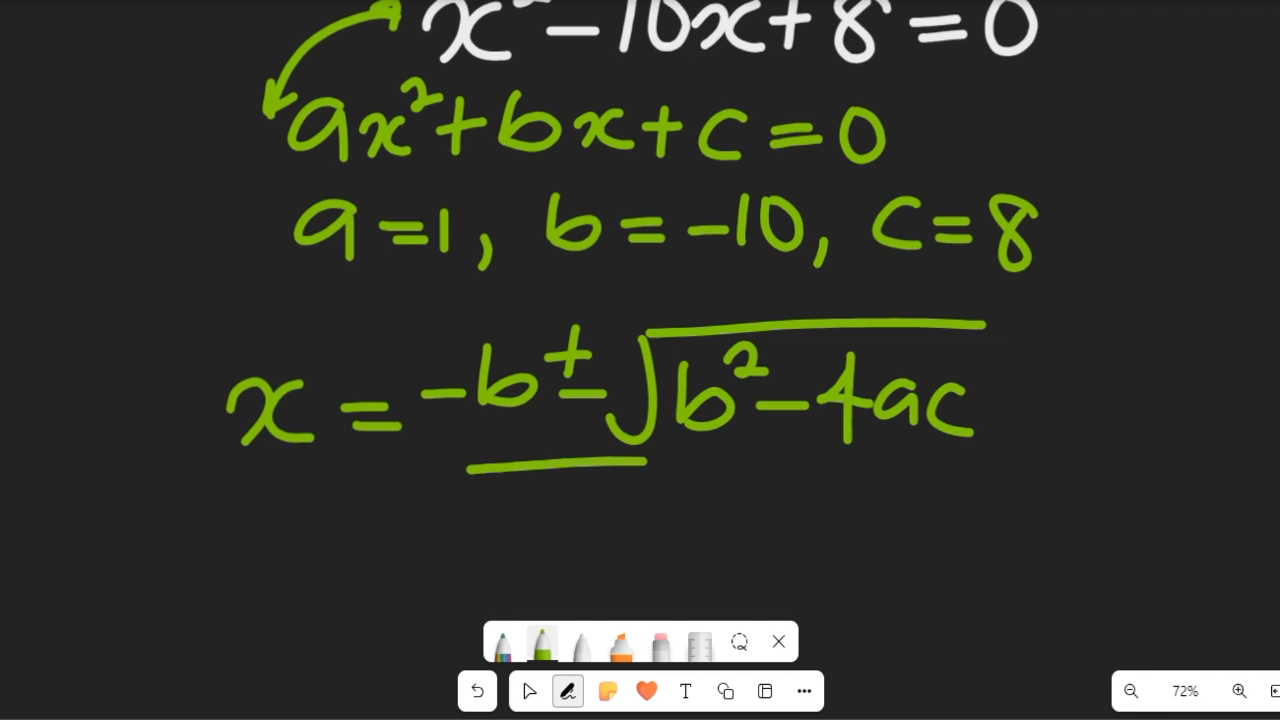 x² - 10x + 8 = 0
ax² + bx + c = 0
a = 1, b = -10, c = 8
x = -b ± √b² - 4ac
T
72%